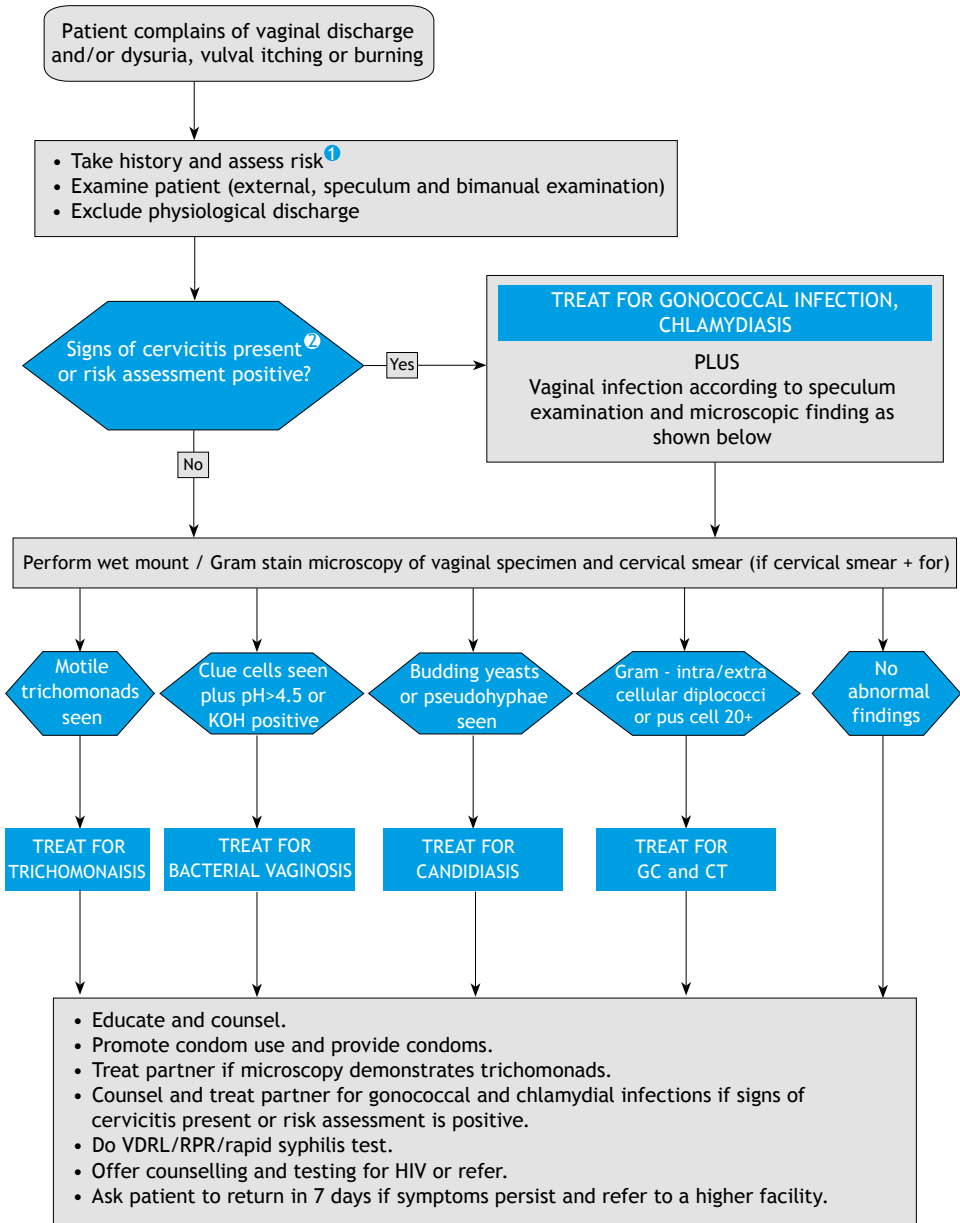 Patient complains of vaginal discharge
and/or dysuria, vulval itching or burning
• Take history and assess risk 1
• Examine patient (external, speculum and bimanual examination)
• Exclude physiological discharge
Signs of cervicitis present 2
or risk assessment positive?
Yes
No
TREAT FOR GONOCOCCAL INFECTION,
CHLAMYDIASIS
PLUS
Vaginal infection according to speculum
examination and microscopic finding as
shown below
Perform wet mount / Gram stain microscopy of vaginal specimen and cervical smear (if cervical smear + for)
Motile
trichomonads
seen
Clue cells seen
plus pH>4.5 or
KOH positive
Budding yeasts
or pseudohyphae
seen
Gram - intra/extra
cellular diplococci
or pus cell 20+
No
abnormal
findings
TREAT FOR
TRICHOMONAISIS
TREAT FOR
BACTERIAL VAGINOSIS
TREAT FOR
CANDIDIASIS
TREAT FOR
GC and CT
• Educate and counsel.
• Promote condom use and provide condoms.
• Treat partner if microscopy demonstrates trichomonads.
• Counsel and treat partner for gonococcal and chlamydial infections if signs of
cervicitis present or risk assessment is positive.
• Do VDRL/RPR/rapid syphilis test.
• Offer counselling and testing for HIV or refer.
• Ask patient to return in 7 days if symptoms persist and refer to a higher facility.